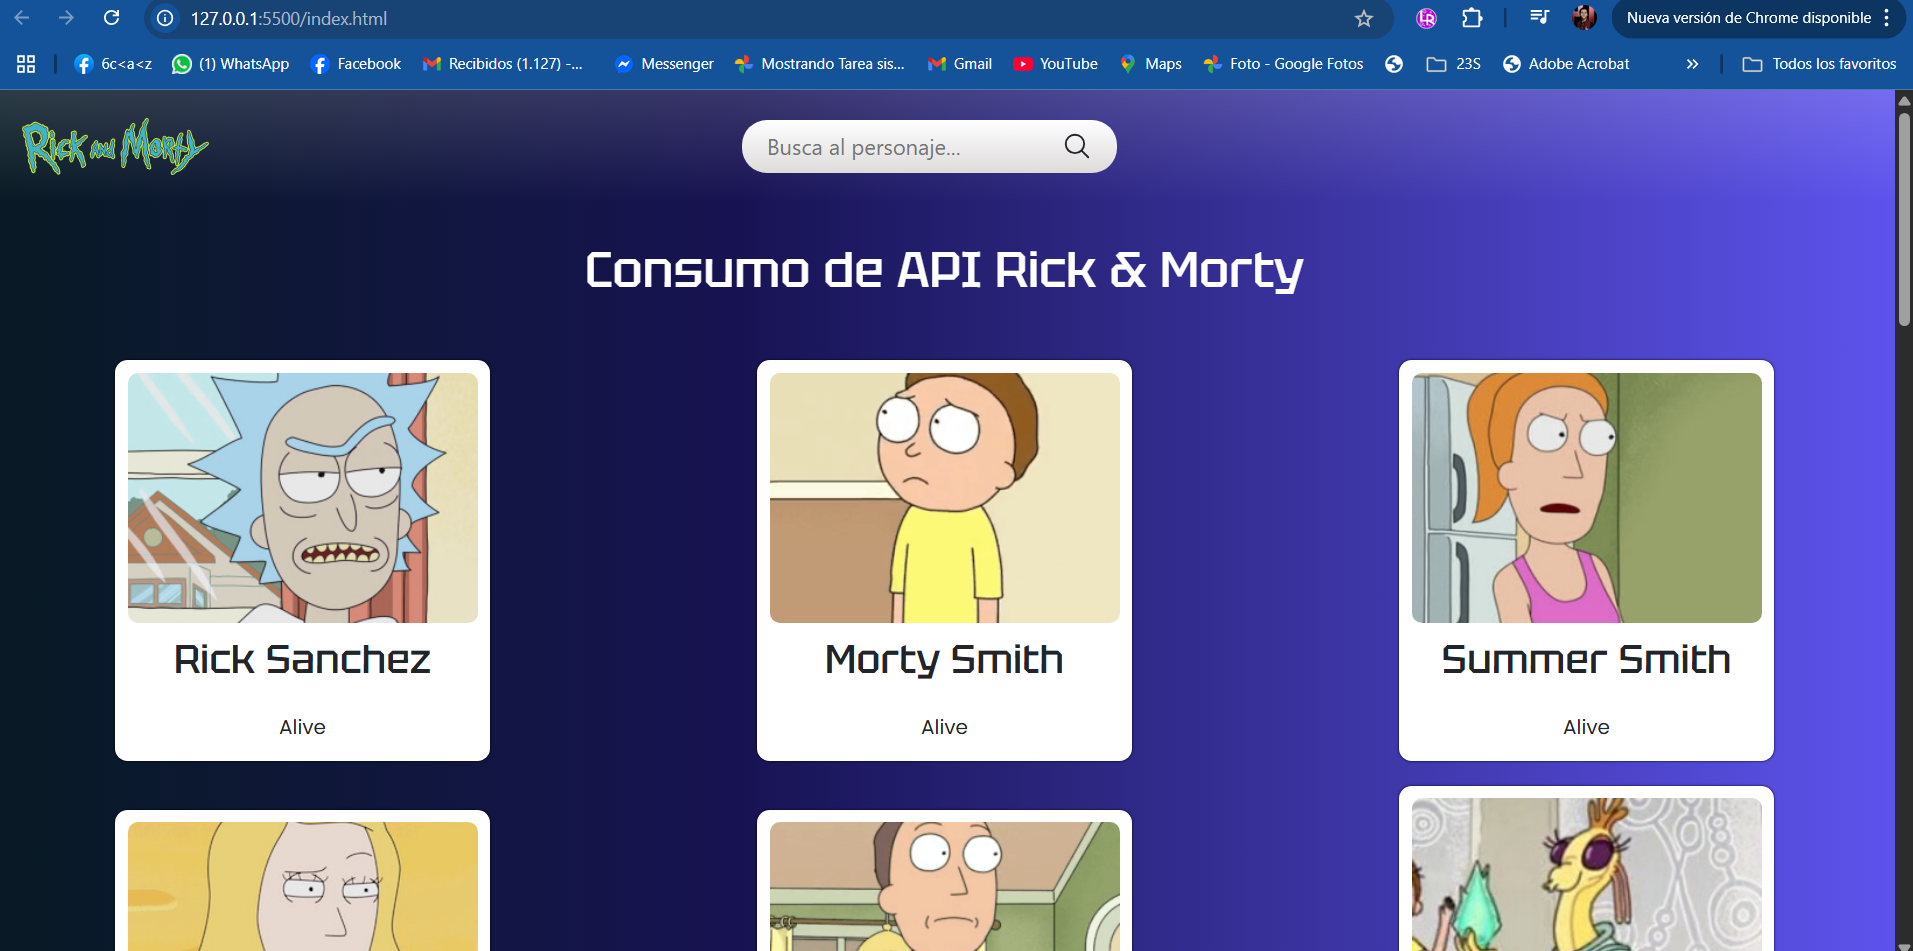 127.0.0.1:5500/index.html
Nueva versión de Chrome disponible
6c<a<z
(1) WhatsApp
Facebook
Recibidos (1.127) -...
Messenger
Mostrando Tarea sis...
Gmail
YouTube
Maps
Foto - Google Fotos
23S
Adobe Acrobat
»
Todos los favoritos
Rick and Morty
Busca al personaje...
Consumo de API Rick & Morty
Rick Sanchez
Alive
Morty Smith
Alive
Summer Smith
Alive